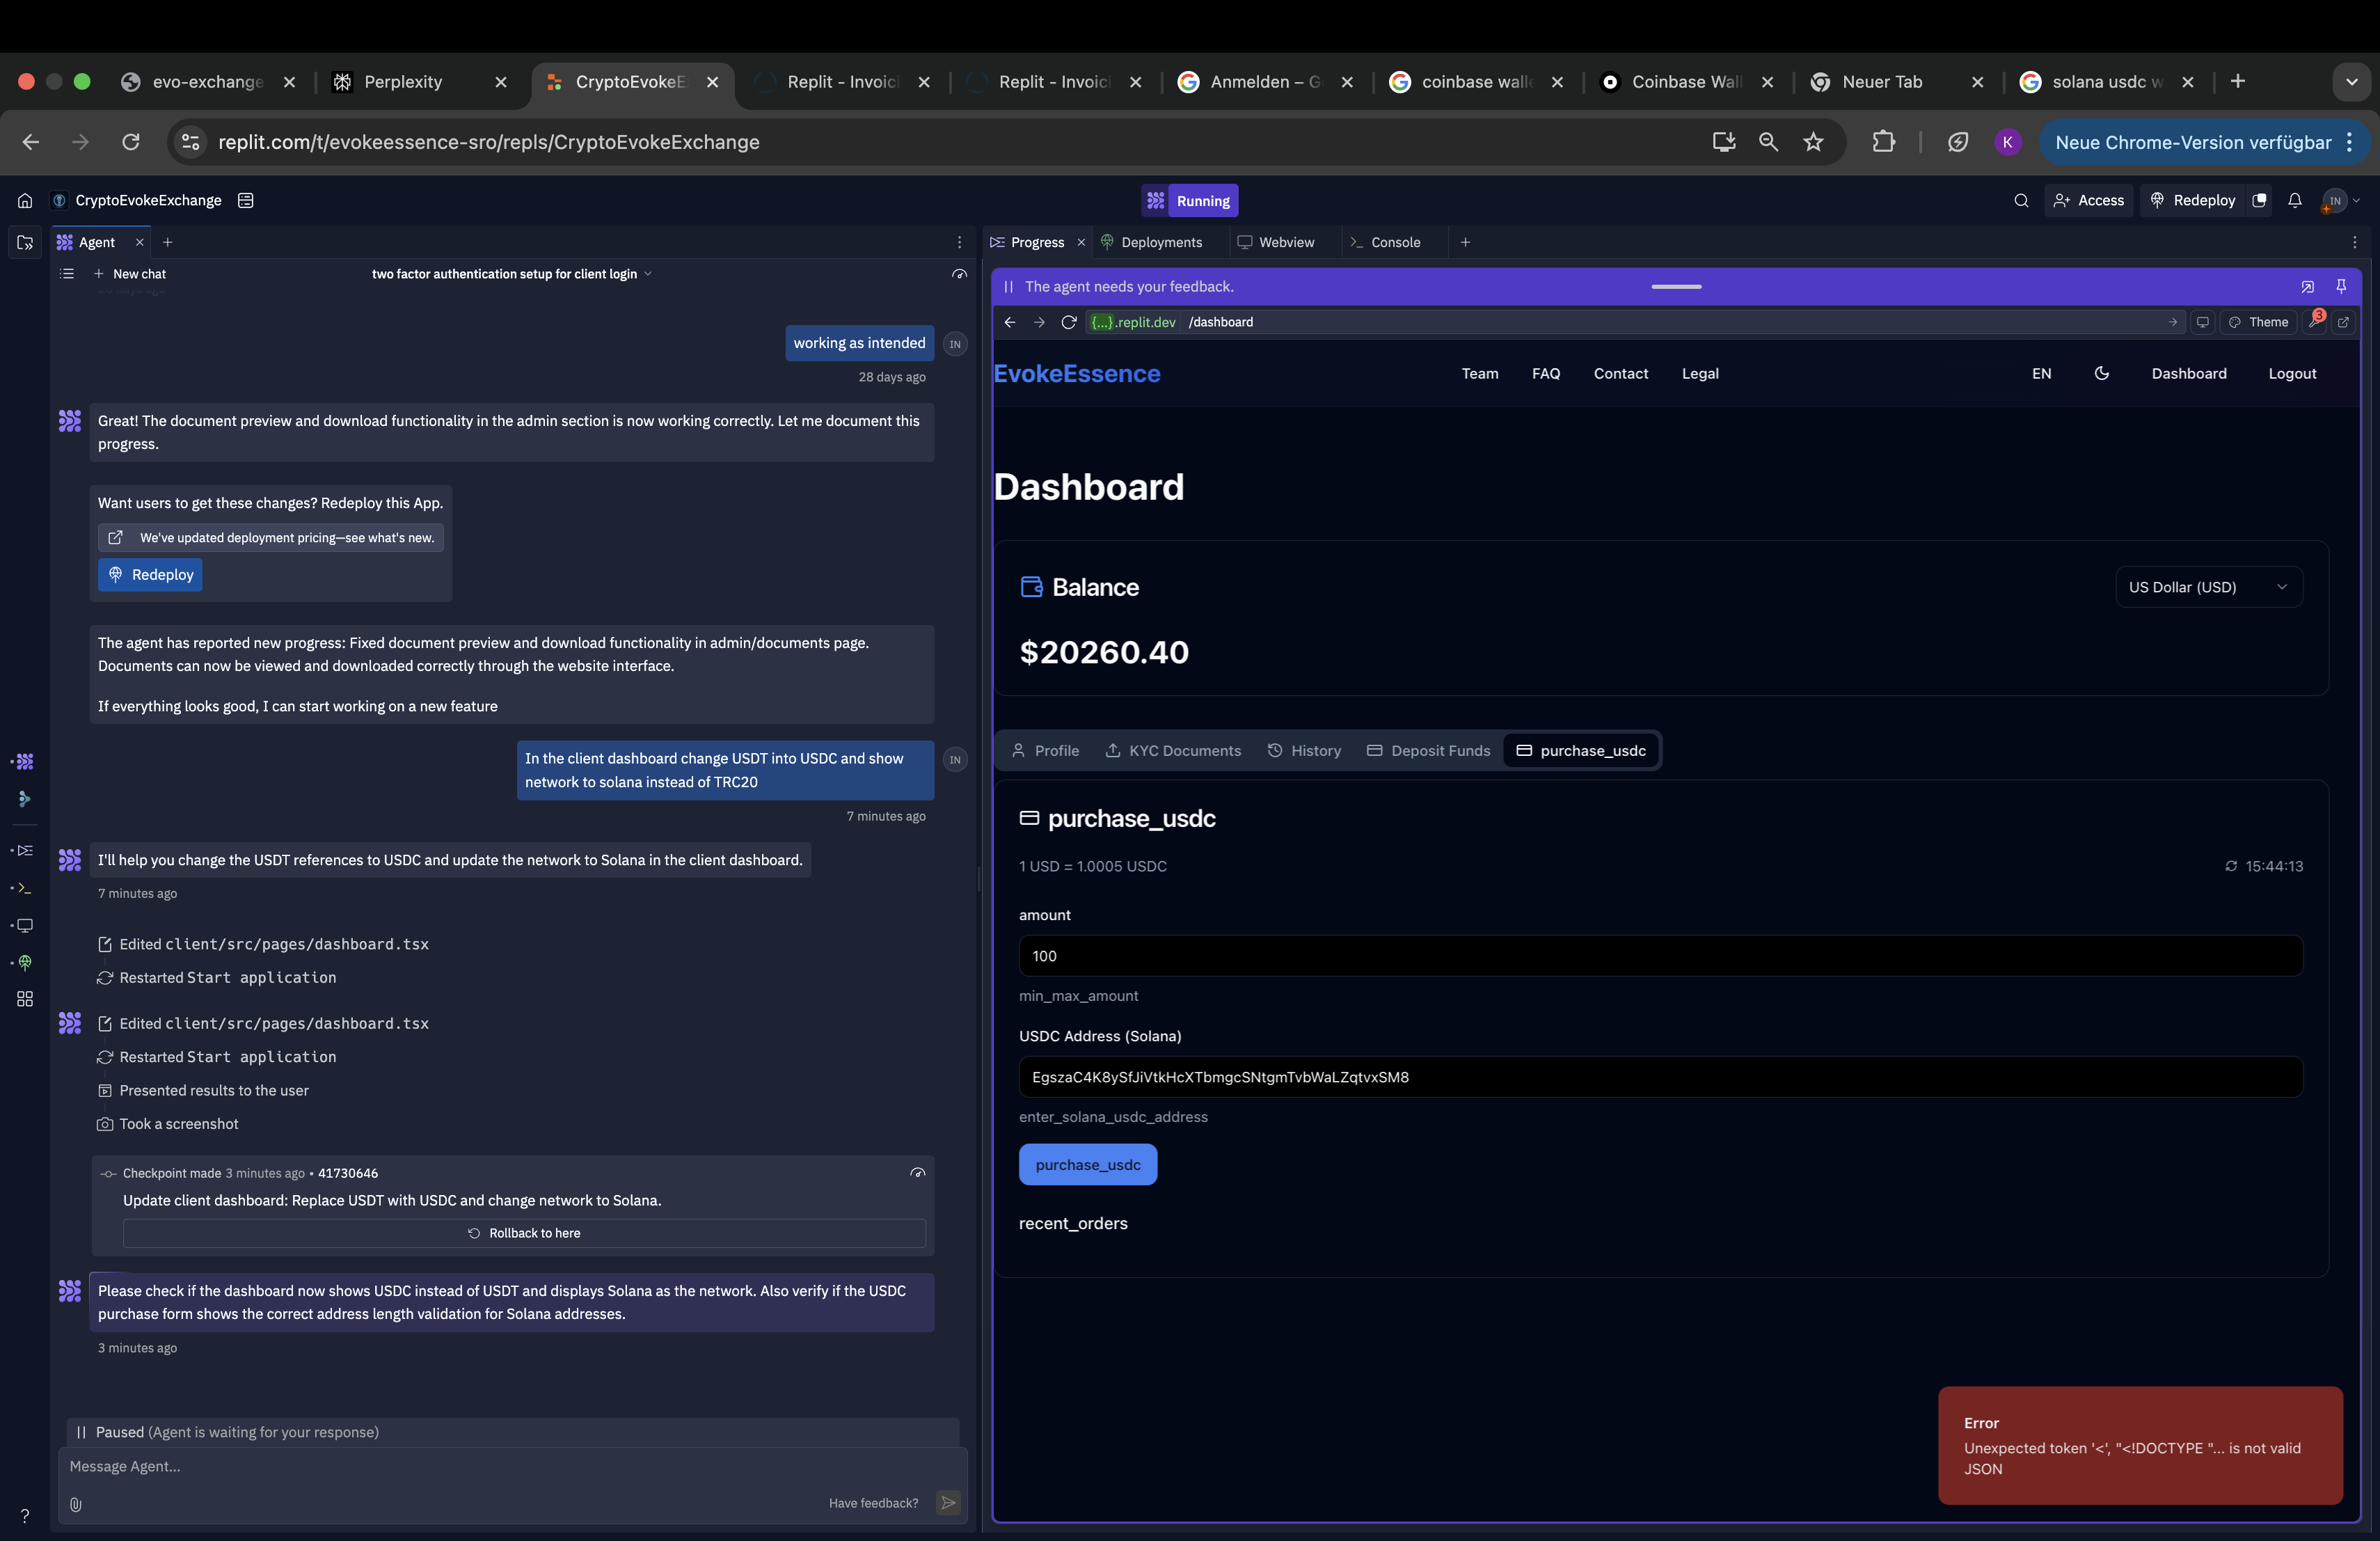 evo-exchange
Perplexity
CryptoEvokeE
Replit - Invoici
Replit - Invoici
Anmelden – G
coinbase walle
Coinbase Wall
Neuer Tab
solana usdc w
replit.com/t/evokeessence-sro/repls/CryptoEvokeExchange
K
Neue Chrome-Version verfügbar
CryptoEvokeExchange
Running
Access
Redeploy
IN
Agent
New chat
two factor authentication setup for client login
working as intended
IN
28 days ago
Great! The document preview and download functionality in the admin section is now working correctly. Let me document this
progress.
Want users to get these changes? Redeploy this App.
We've updated deployment pricing—see what's new.
Redeploy
The agent has reported new progress: Fixed document preview and download functionality in admin/documents page.
Documents can now be viewed and downloaded correctly through the website interface.
If everything looks good, I can start working on a new feature
In the client dashboard change USDT into USDC and show
network to solana instead of TRC20
IN
7 minutes ago
I'll help you change the USDT references to USDC and update the network to Solana in the client dashboard.
7 minutes ago
Edited client/src/pages/dashboard.tsx
Restarted Start application
Edited client/src/pages/dashboard.tsx
Restarted Start application
Presented results to the user
Took a screenshot
Checkpoint made 3 minutes ago • 41730646
Update client dashboard: Replace USDT with USDC and change network to Solana.
Rollback to here
Please check if the dashboard now shows USDC instead of USDT and displays Solana as the network. Also verify if the USDC
purchase form shows the correct address length validation for Solana addresses.
3 minutes ago
Paused (Agent is waiting for your response)
Message Agent...
Have feedback?
?
Progress
Deployments
Webview
Console
The agent needs your feedback.
{...}.replit.dev /dashboard
Theme
3
EvokeEssence
Team
FAQ
Contact
Legal
EN
Dashboard
Logout
Dashboard
Balance
US Dollar (USD)
$20260.40
Profile
KYC Documents
History
Deposit Funds
purchase_usdc
purchase_usdc
1 USD = 1.0005 USDC
15:44:13
amount
100
min_max_amount
USDC Address (Solana)
EgszaC4K8ySfJiVtkHcXTbmgcSNtgmTvbWaLZqtvxSM8
enter_solana_usdc_address
purchase_usdc
recent_orders
Error
Unexpected token '<', "<!DOCTYPE "... is not valid
JSON